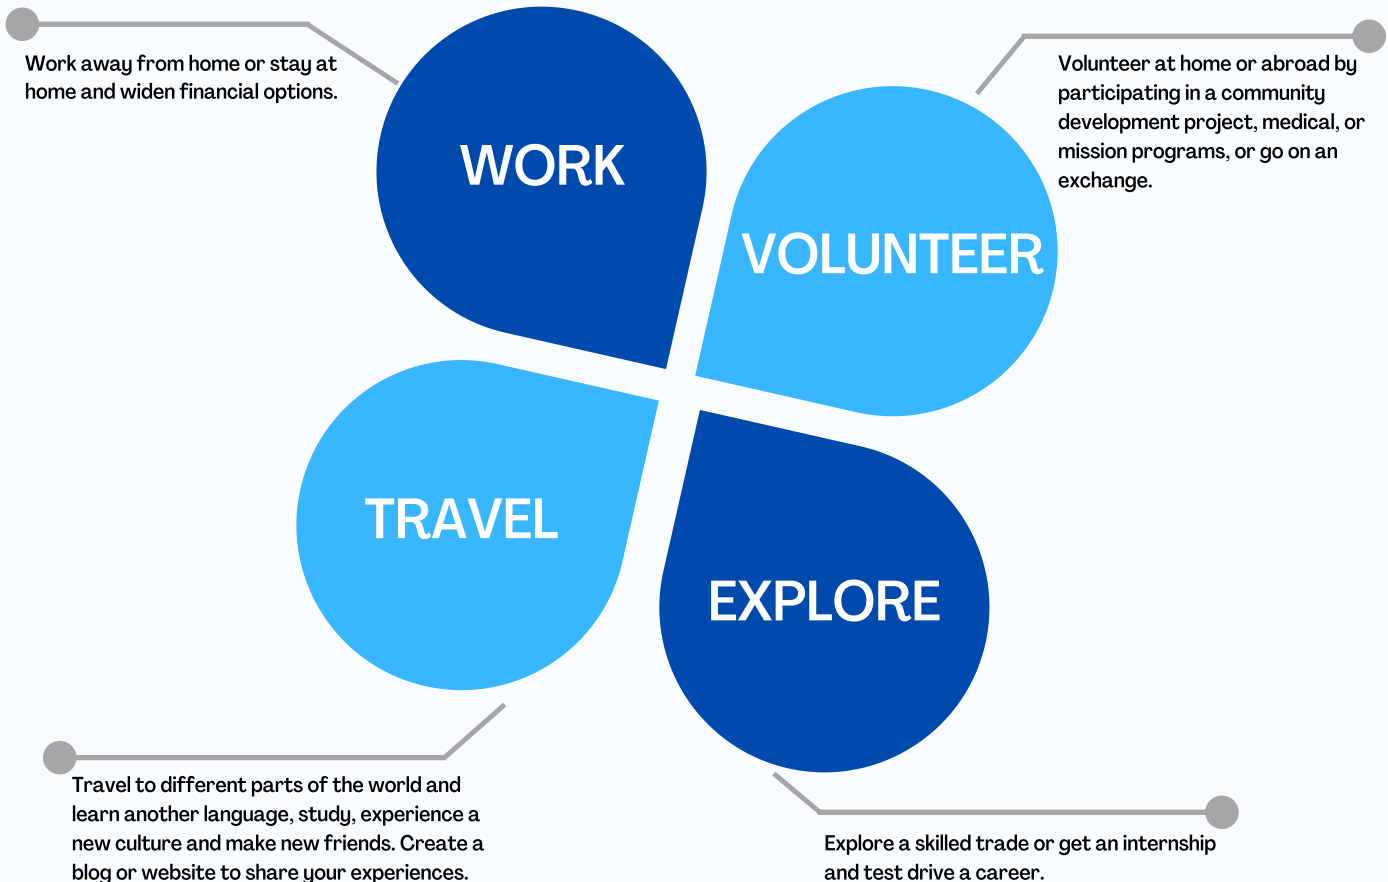 WORK
Work away from home or stay at
home and widen financial options.
VOLUNTEER
Volunteer at home or abroad by
participating in a community
development project, medical, or
mission programs, or go on an
exchange.
TRAVEL
Travel to different parts of the world and
learn another language, study, experience a
new culture and make new friends. Create a
blog or website to share your experiences.
EXPLORE
Explore a skilled trade or get an internship
and test drive a career.